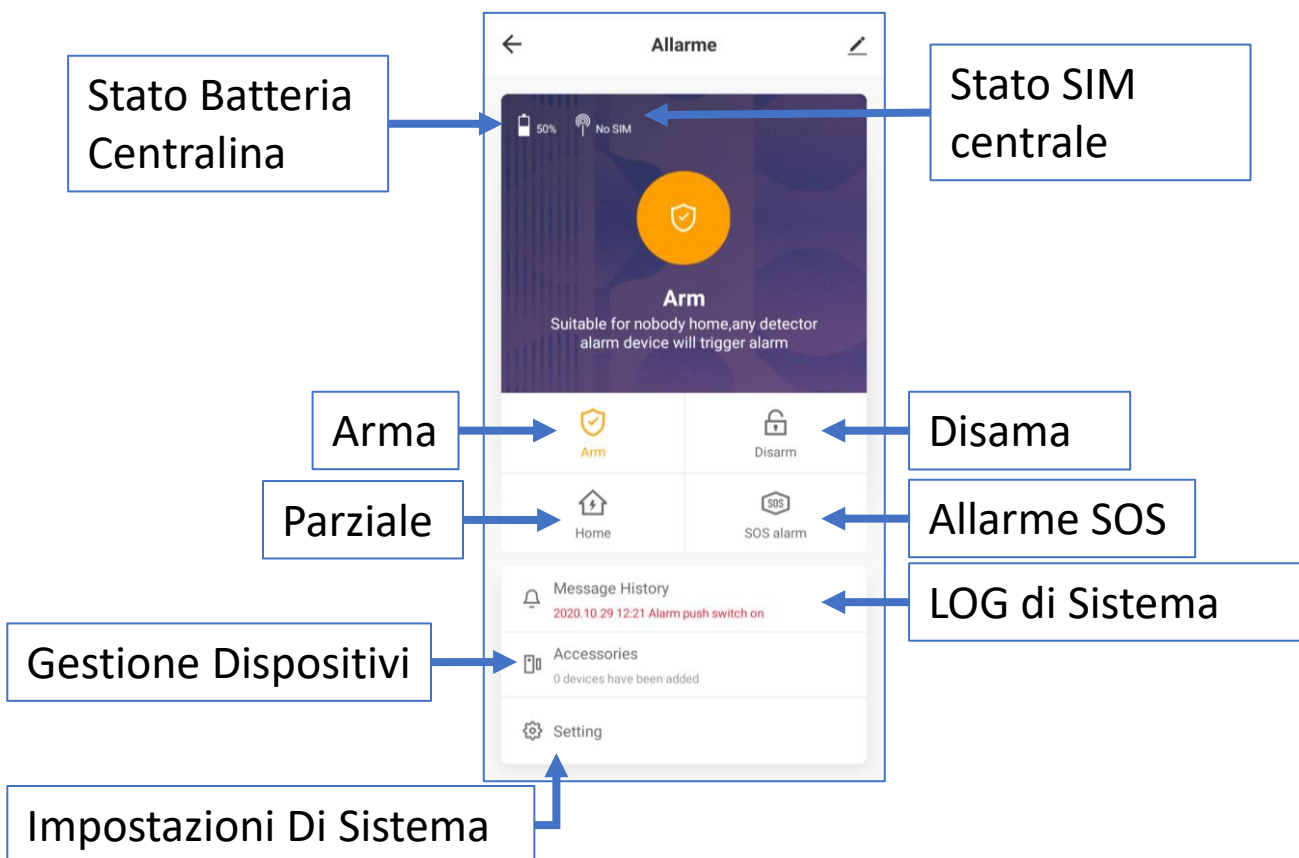 Allarme
Stato Batteria
Centralina
Stato SIM
centrale
50%
No SIM
Arm
Suitable for nobody home,any detector
alarm device will trigger alarm
Arma
Arm
Disarm
Disama
Parziale
Home
SOS
SOS alarm
Allarme SOS
Message History
2020.10.29 12:21 Alarm push switch on
LOG di Sistema
Gestione Dispositivi
Accessories
0 devices have been added
Setting
Impostazioni Di Sistema